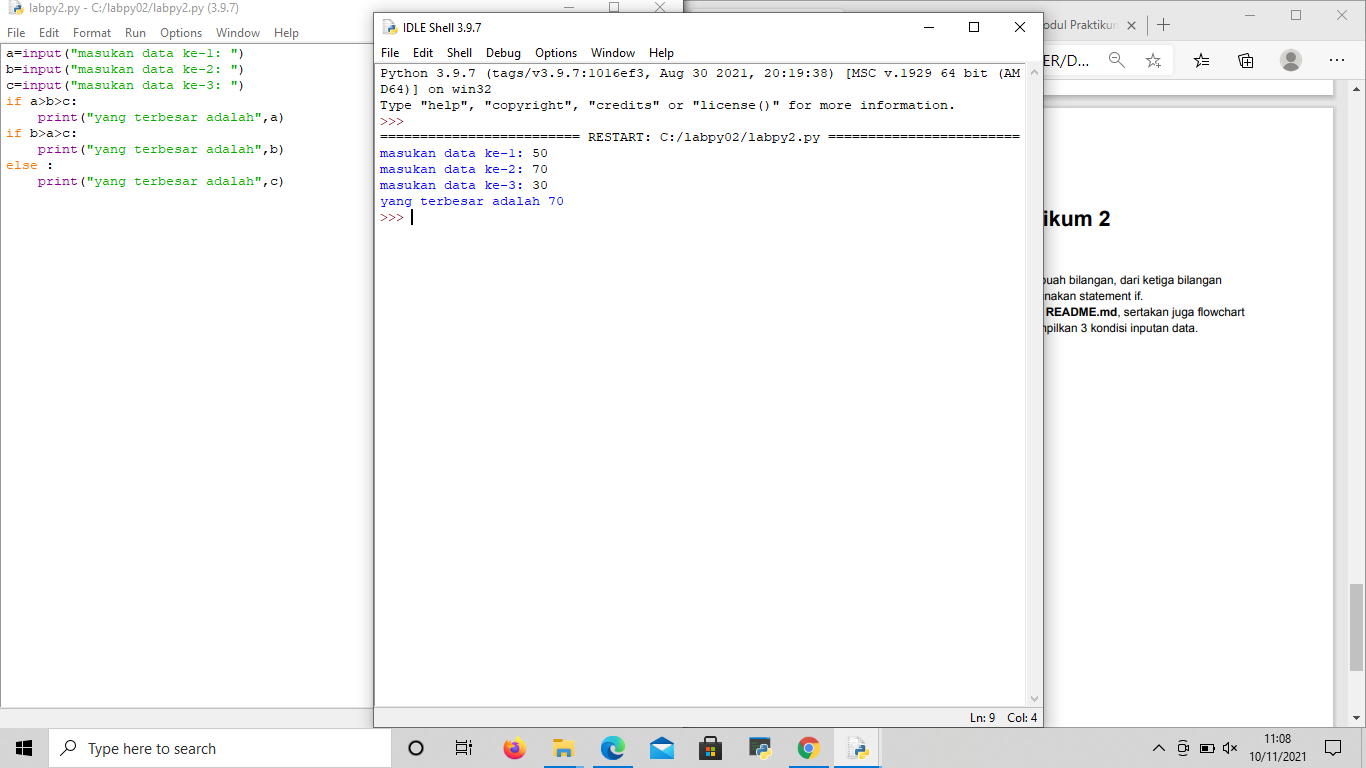 labpy2.py - C:/labpy02/labpy2.py (3.9.7)
File Edit Format Run Options Window Help
a=input("masukan data ke-1: ")
b=input("masukan data ke-2: ")
c=input("masukan data ke-3: ")
if a>b>c:
    print("yang terbesar adalah",a)
if b>a>c:
    print("yang terbesar adalah",b)
else :
    print("yang terbesar adalah",c)
IDLE Shell 3.9.7
File Edit Shell Debug Options Window Help
Python 3.9.7 (tags/v3.9.7:1016ef3, Aug 30 2021, 20:19:38) [MSC v.1929 64 bit (AM
D64)] on win32
Type "help", "copyright", "credits" or "license()" for more information.
>>>
========================= RESTART: C:/labpy02/labpy2.py ========================
masukan data ke-1: 50
masukan data ke-2: 70
masukan data ke-3: 30
yang terbesar adalah 70
>>>
Ln: 9 Col: 4
odul Praktikun
ER/D...
ikum 2
buah bilangan, dari ketiga bilangan
unakan statement if.
README.md, sertakan juga flowchart
mpilkan 3 kondisi inputan data.
Type here to search
11:08
10/11/2021